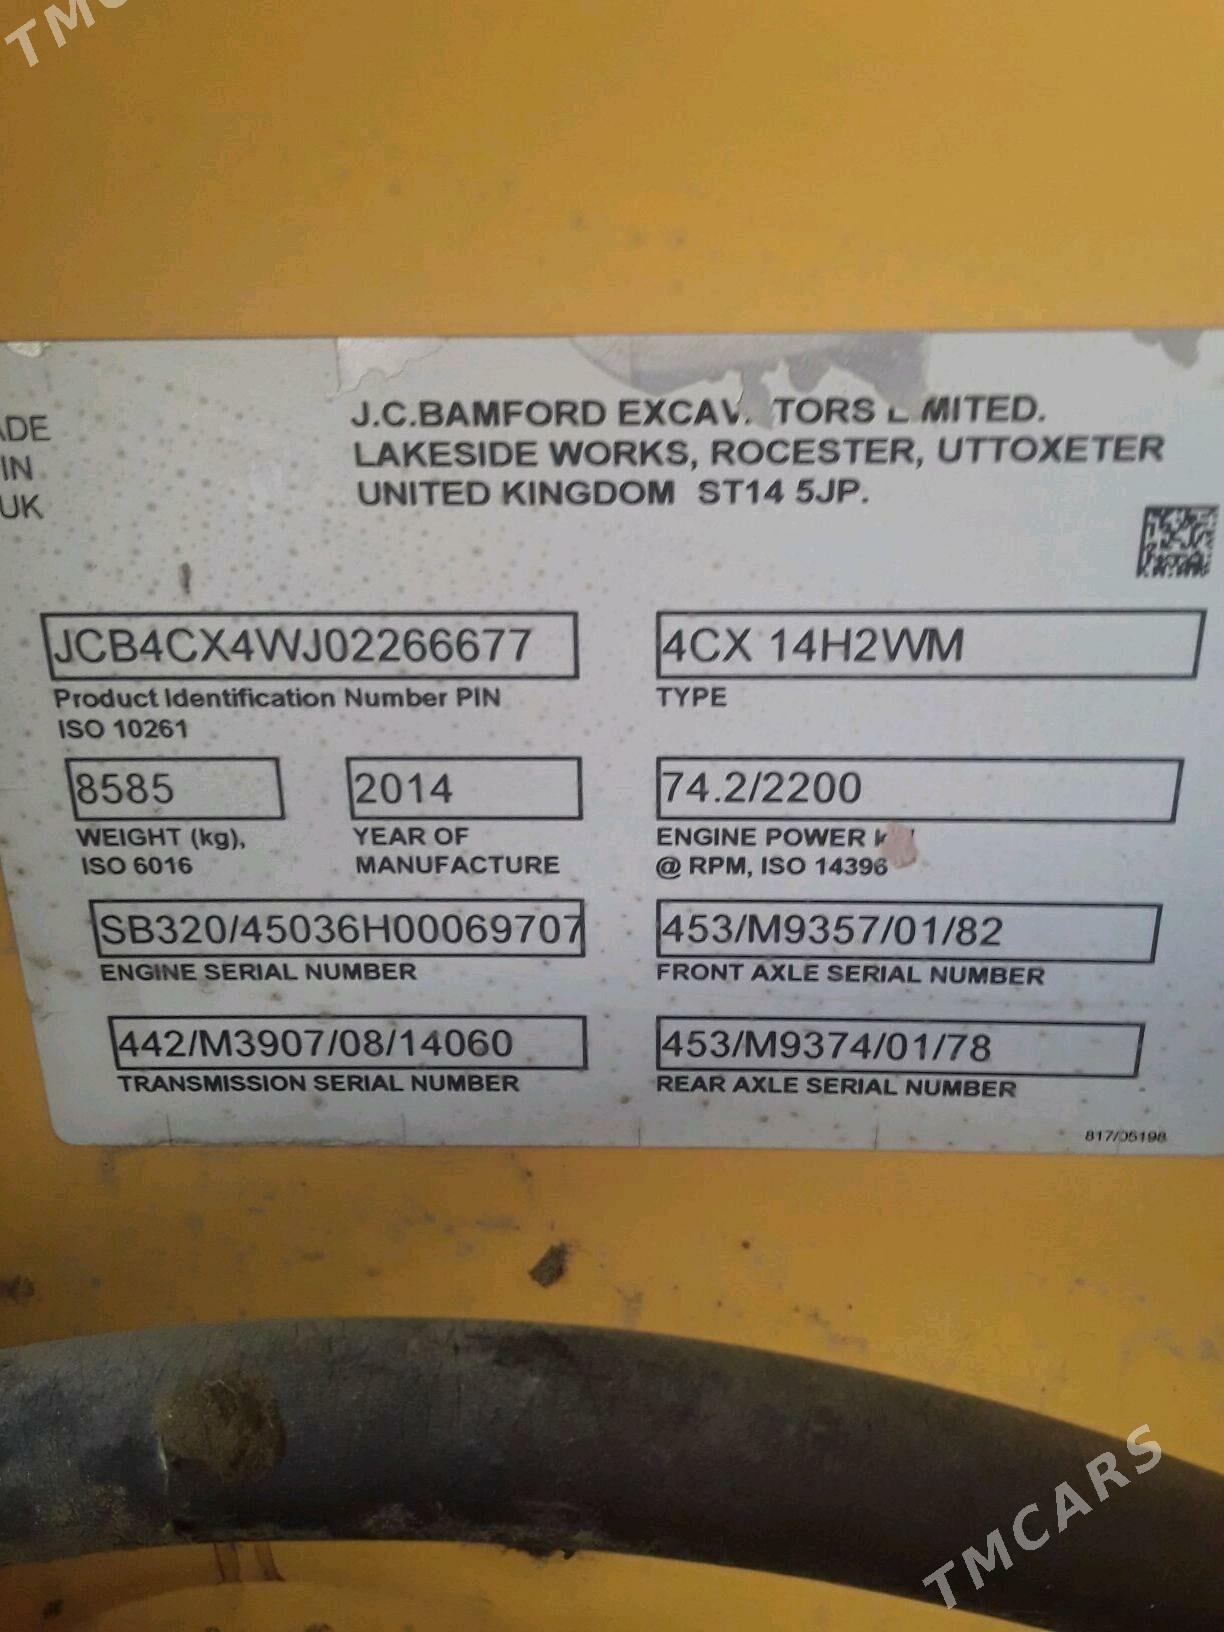 J.C.BAMFORD EXCAV TORS L MITED.
LAKESIDE WORKS, ROCESTER, UTTOXETER
UNITED KINGDOM ST14 5JP.
ADE
IN
UK
JCB4CX4WJ02266677
4CX 14H2WM
Product Identification Number PIN
ISO 10261
TYPE
8585
2014
74.2/2200
WEIGHT (kg),
ISO 6016
YEAR OF
MANUFACTURE
ENGINE POWER
@ RPM, ISO 14396
SB320/45036H00069707
453/M9357/01/82
ENGINE SERIAL NUMBER
FRONT AXLE SERIAL NUMBER
442/M3907/08/14060
453/M9374/01/78
TRANSMISSION SERIAL NUMBER
REAR AXLE SERIAL NUMBER
817/05198
TMCARS